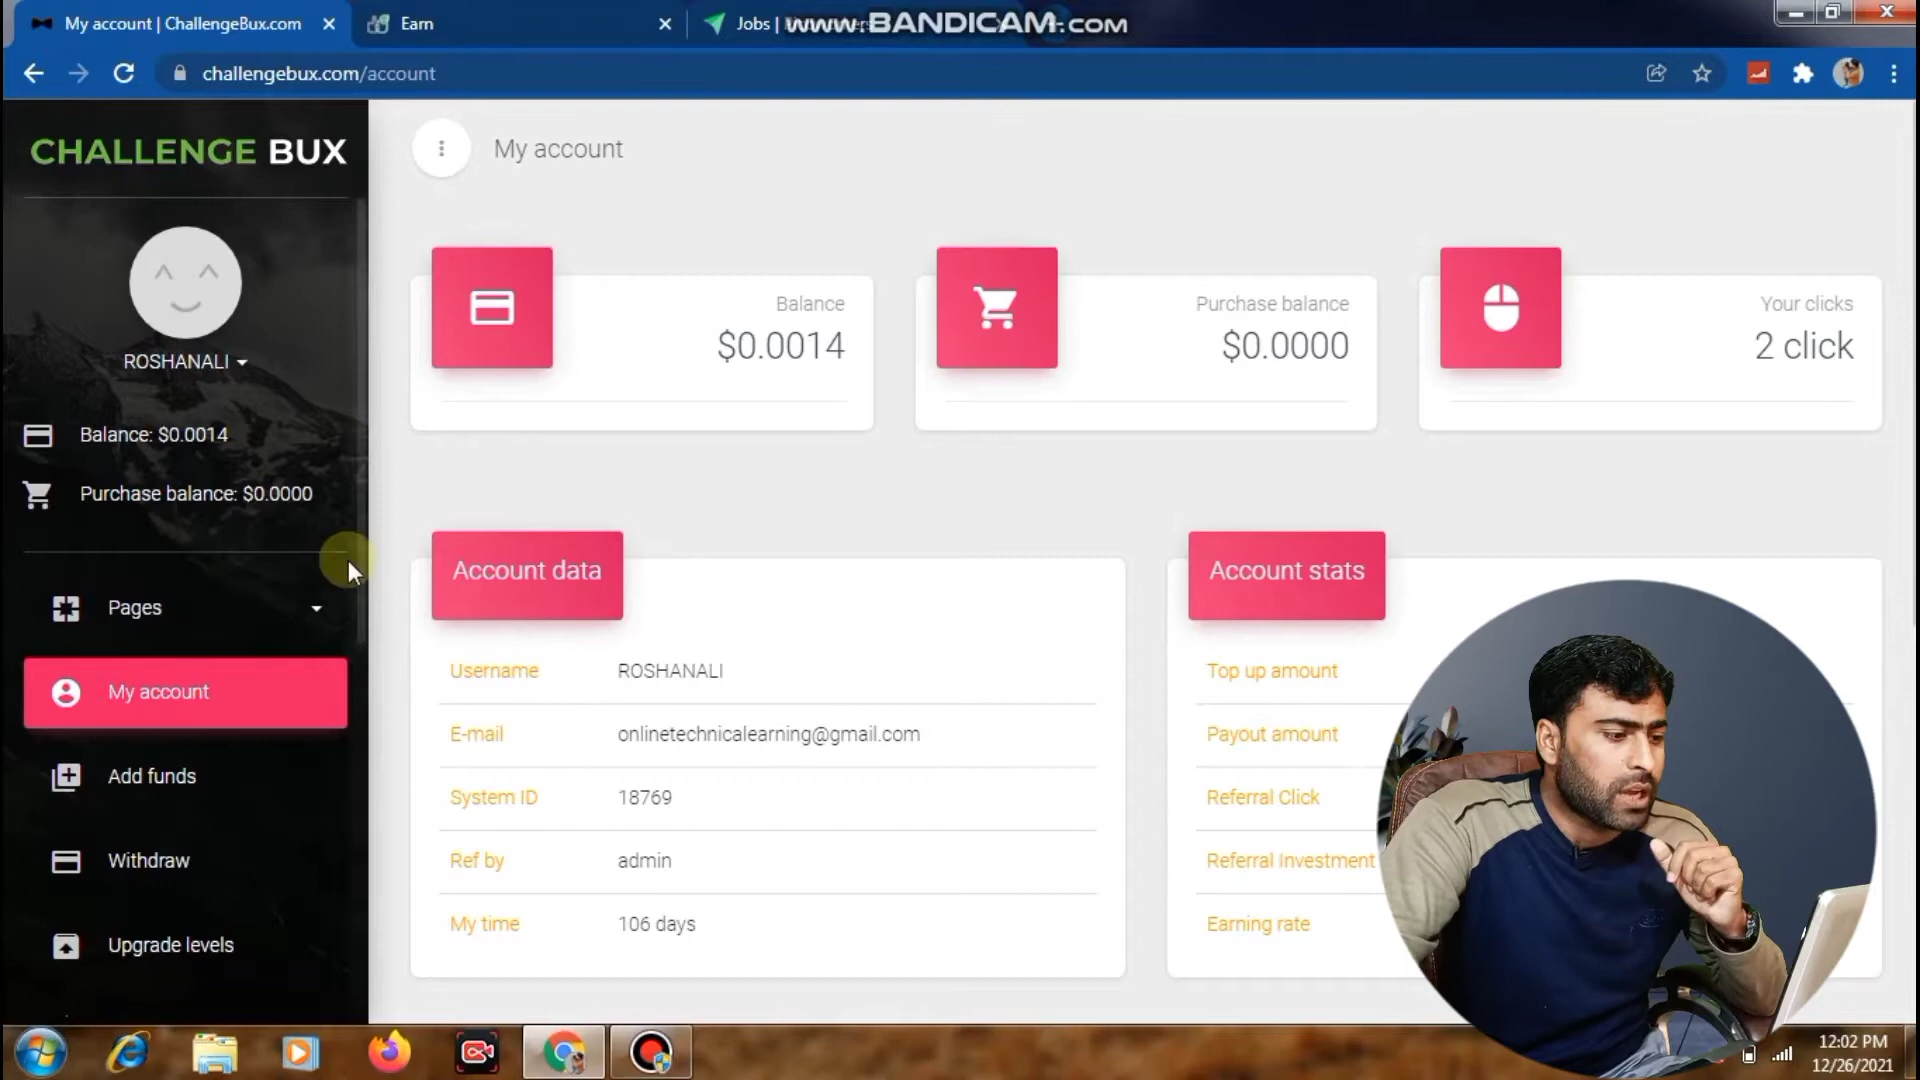 My account | ChallengeBux.com
Earn
Jobs |
www.BANDICAM.COM
challengebux.com/account
CHALLENGE BUX
My account
Balance
$0.0014
Purchase balance
$0.0000
Your clicks
2 click
ROSHANALI
Balance: $0.0014
Purchase balance: $0.0000
Pages
My account
Add funds
Withdraw
Upgrade levels
Account data
Username ROSHANALI
E-mail onlinetechnicalearning@gmail.com
System ID 18769
Ref by admin
My time 106 days
Account stats
Top up amount
Payout amount
Referral Click
Referral Investment
Earning rate
12:02 PM
12/26/2021